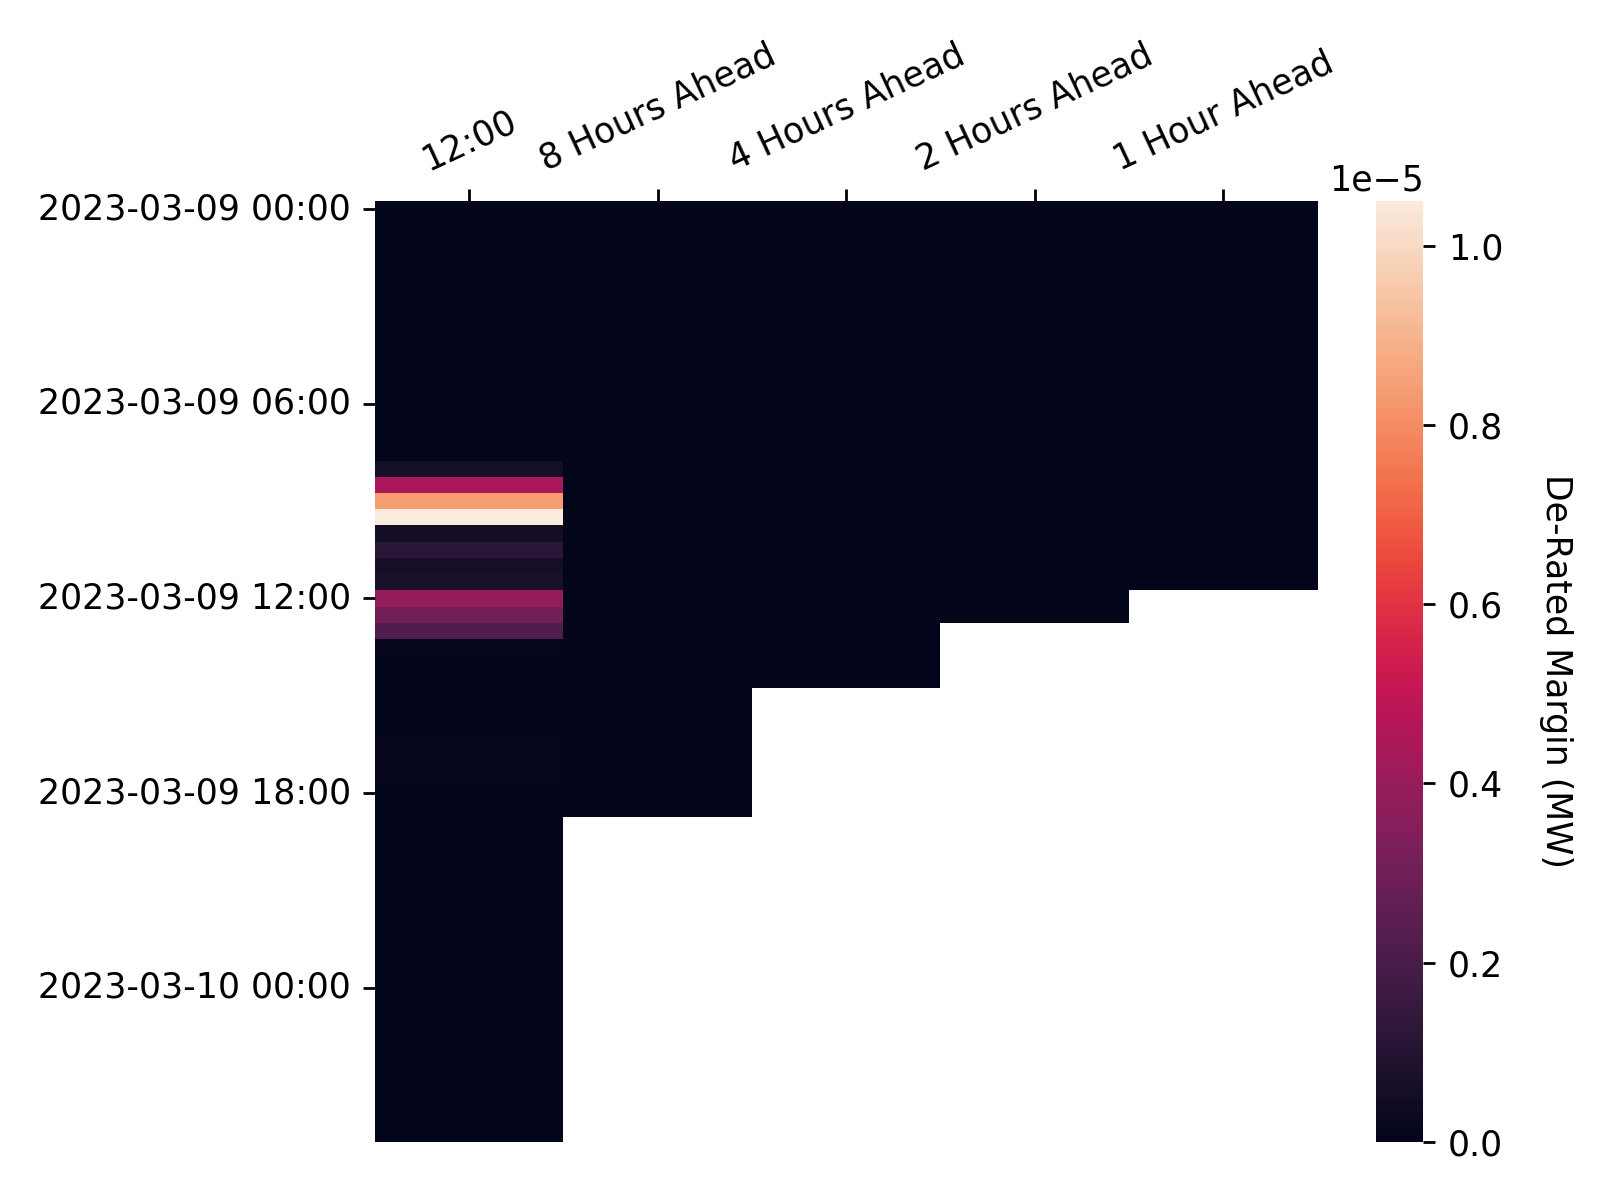 12:00
8 Hours Ahead
4 Hours Ahead
2 Hours Ahead
1 Hour Ahead
1e−5
2023-03-09 00:00
2023-03-09 06:00
2023-03-09 12:00
2023-03-09 18:00
2023-03-10 00:00
1.0
0.8
0.6
0.4
0.2
0.0
De-Rated Margin (MW)